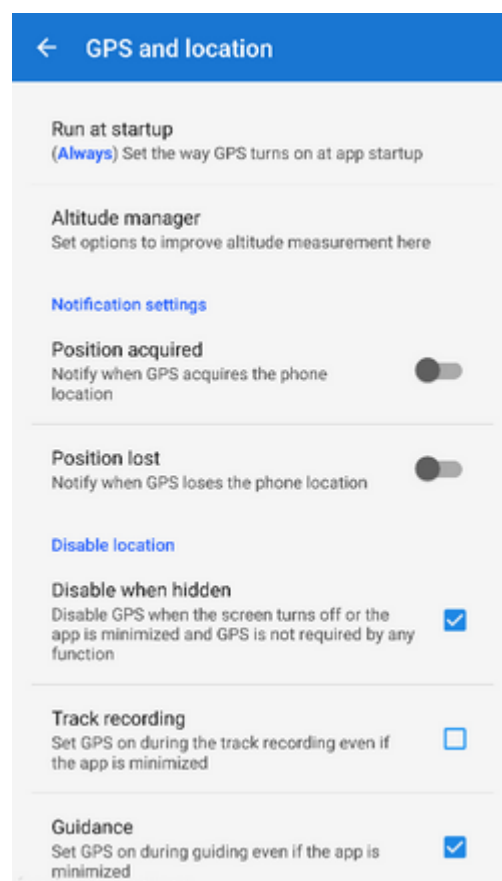 GPS and location
Run at startup
(Always) Set the way GPS turns on at app startup
Altitude manager
Set options to improve altitude measurement here
Notification settings
Position acquired
Notify when GPS acquires the phone
location
Position lost
Notify when GPS loses the phone location
Disable location
Disable when hidden
Disable GPS when the screen turns off or the
app is minimized and GPS is not required by any
function
Track recording
Set GPS on during the track recording even if
the app is minimized
Guidance
Set GPS on during guiding even if the app is
minimized